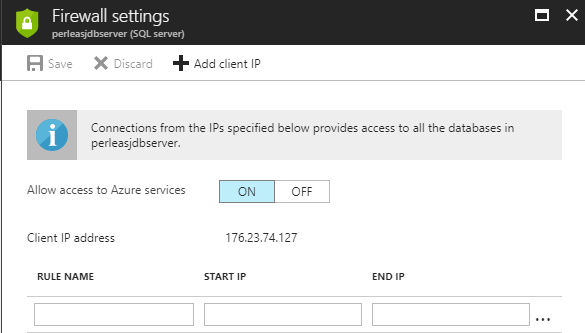 Firewall settings
perleasjdbserver (SQL server)
Save Discard Add client IP
Connections from the IPs specified below provides access to all the databases in
perleasjdbserver.
Allow access to Azure services ON OFF
Client IP address 176.23.74.127
RULE NAME START IP END IP
...